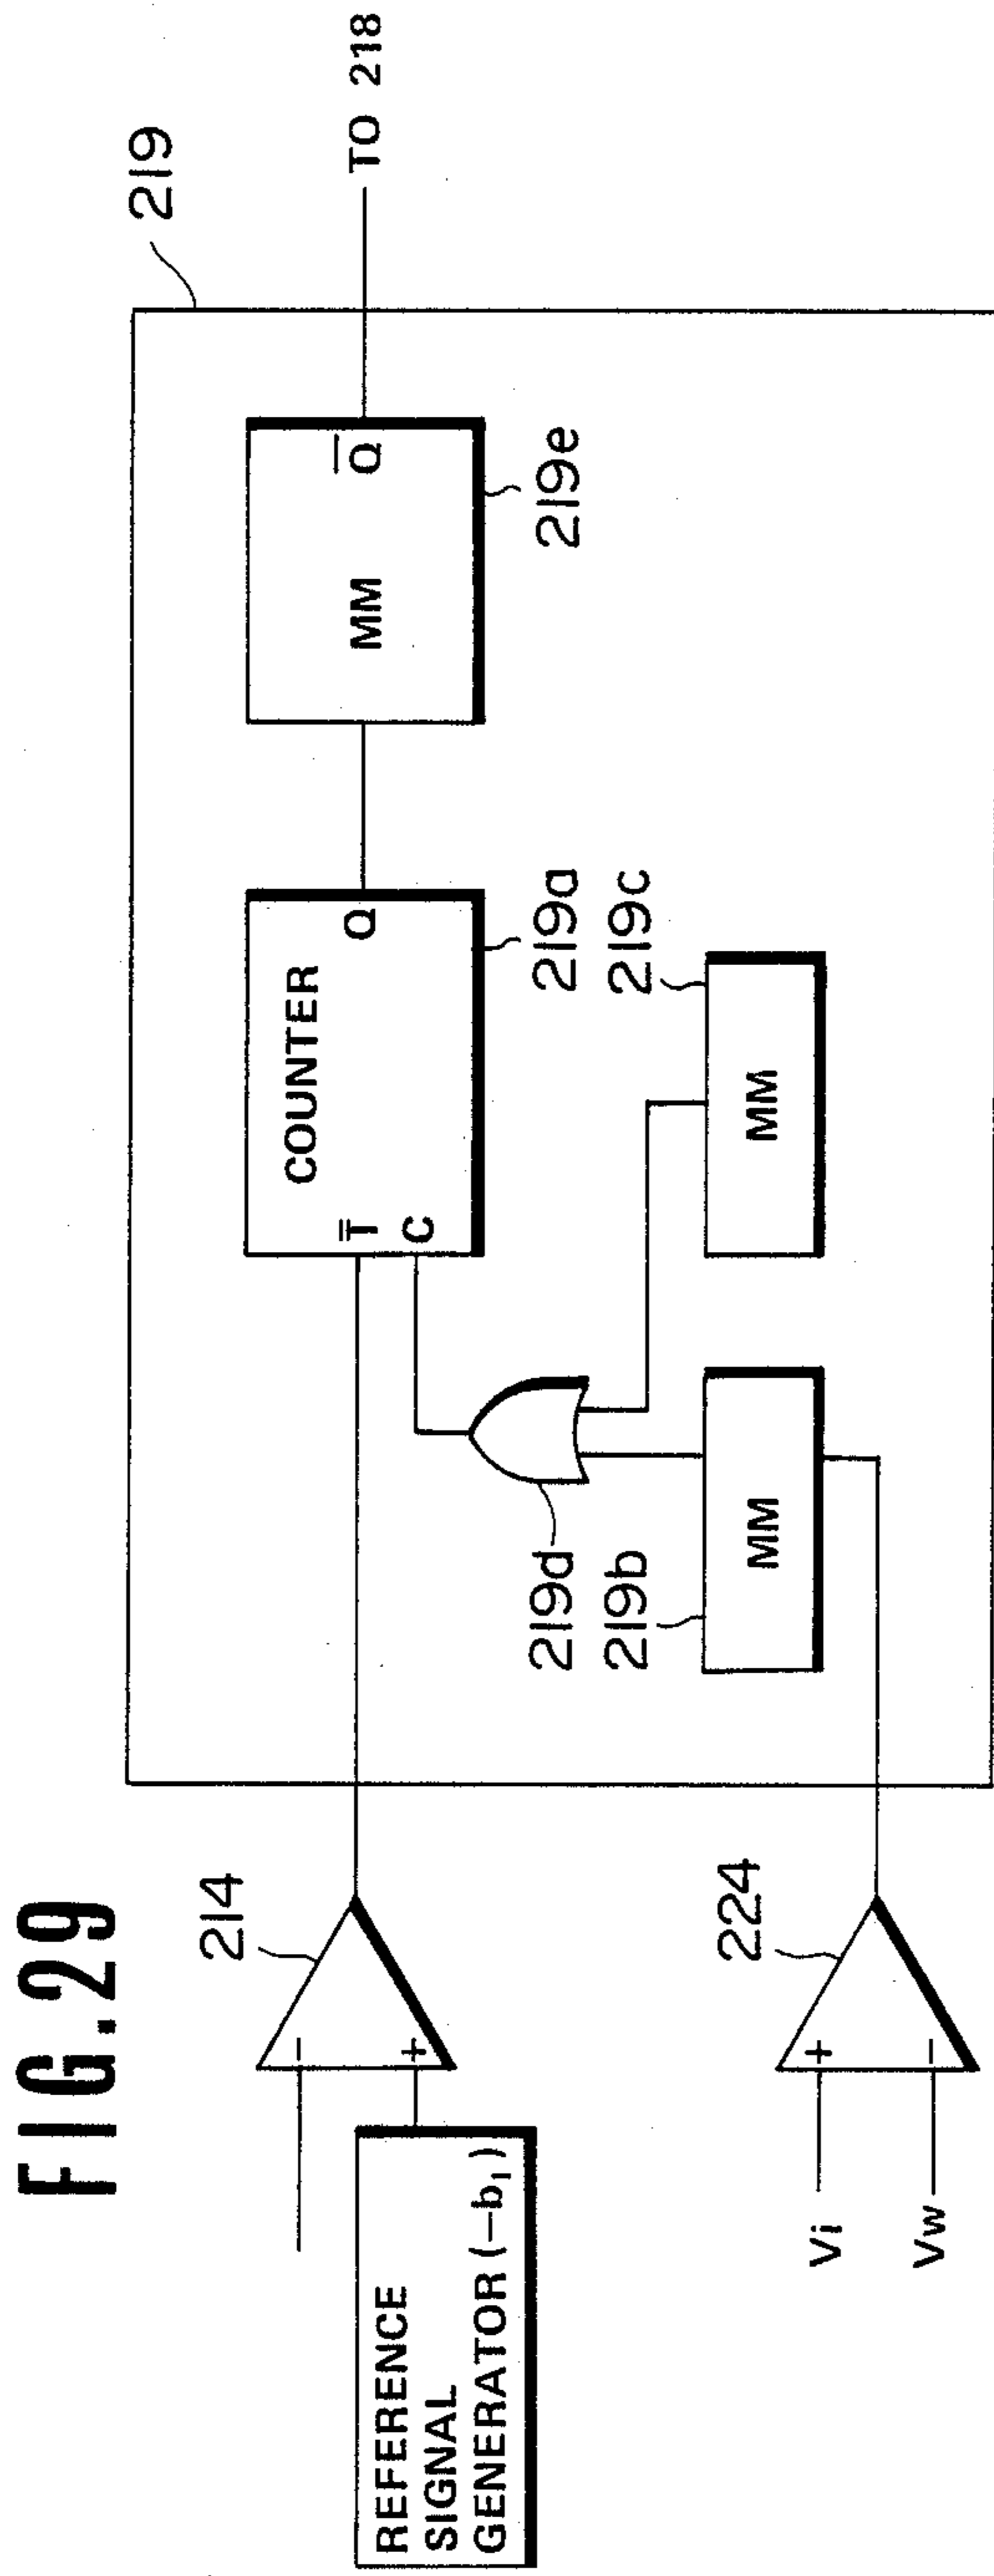 FIG. 29
219
TO 218
214
−
+
REFERENCE
SIGNAL
GENERATOR (−b₁)
COUNTER
T̿
C
Q
219a
MM
Q̅
219e
219d
219b
219c
MM
MM
224
+
−
Vi
Vw